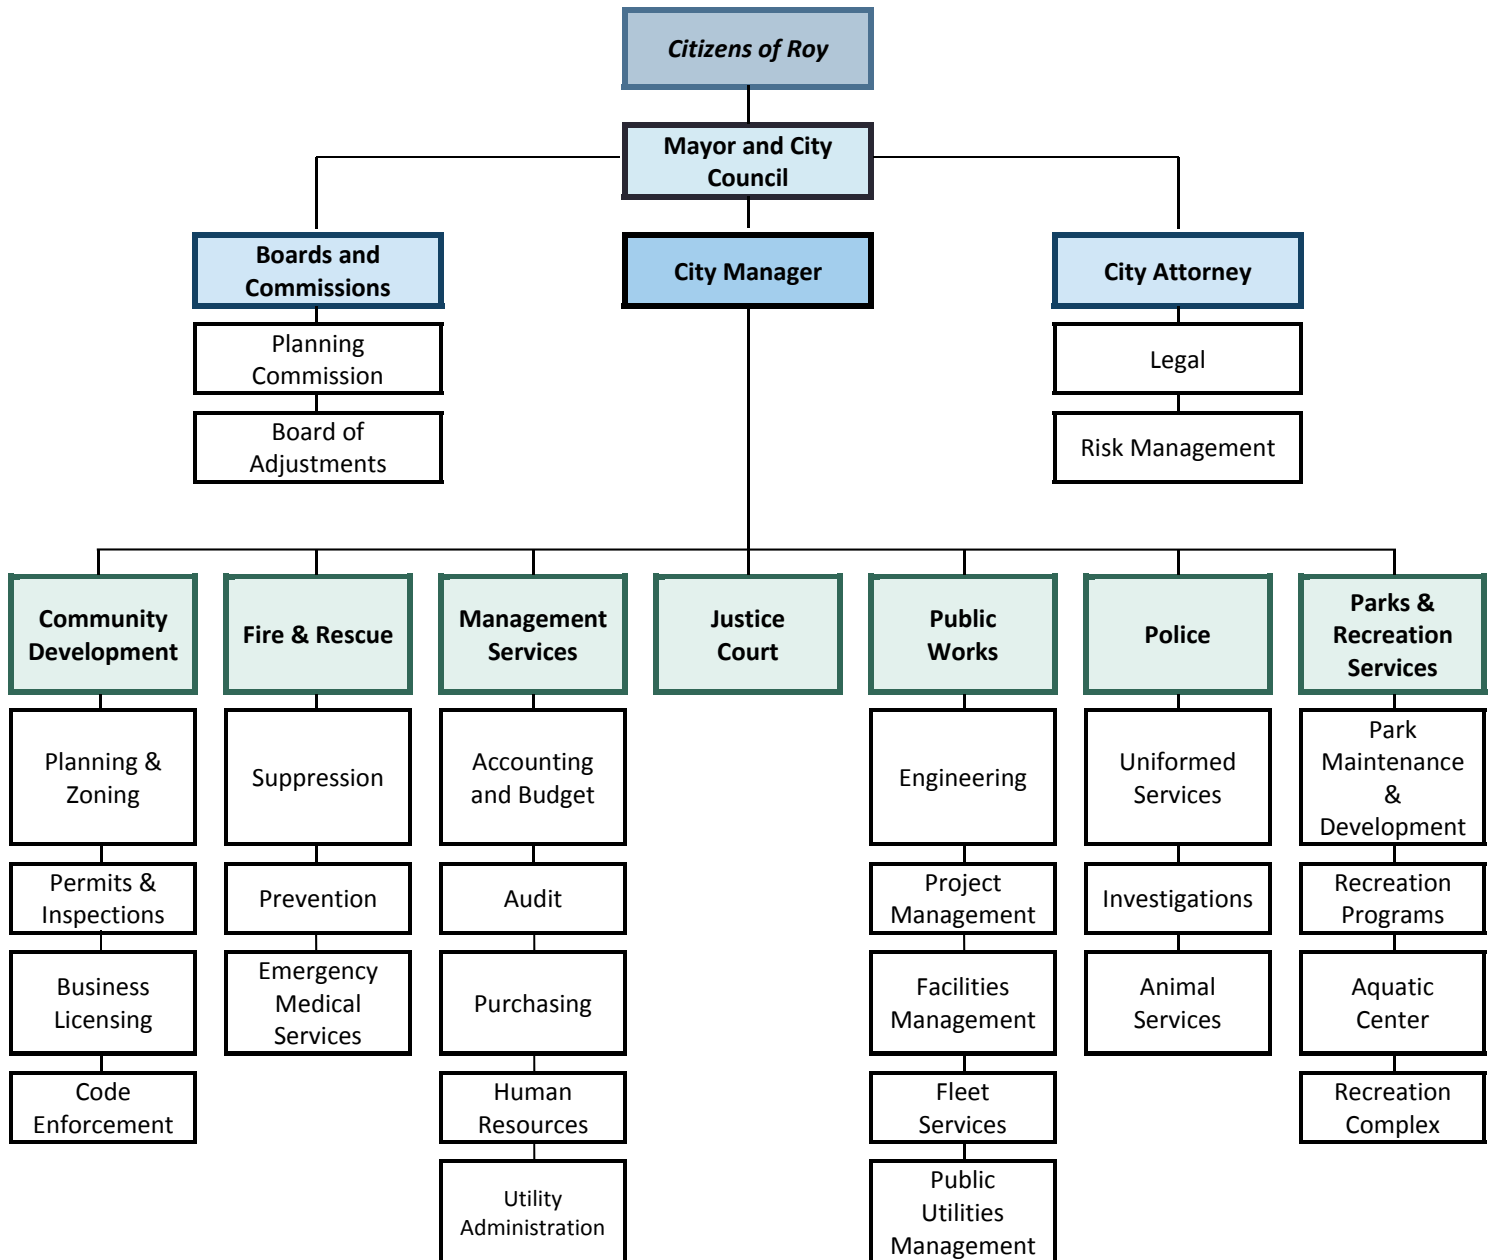 Citizens of Roy
Mayor and City
Council
Boards and
Commissions
City Manager
City Attorney
Planning
Commission
Legal
Board of
Adjustments
Risk Management
Community
Development
Fire & Rescue
Management
Services
Justice
Court
Public
Works
Police
Parks &
Recreation
Services
Planning &
Zoning
Suppression
Accounting
and Budget
Engineering
Uniformed
Services
Park
Maintenance
&
Development
Permits &
Inspections
Prevention
Audit
Project
Management
Investigations
Recreation
Programs
Business
Licensing
Emergency
Medical
Services
Purchasing
Facilities
Management
Animal
Services
Aquatic
Center
Code
Enforcement
Human
Resources
Fleet
Services
Recreation
Complex
Utility
Administration
Public
Utilities
Management